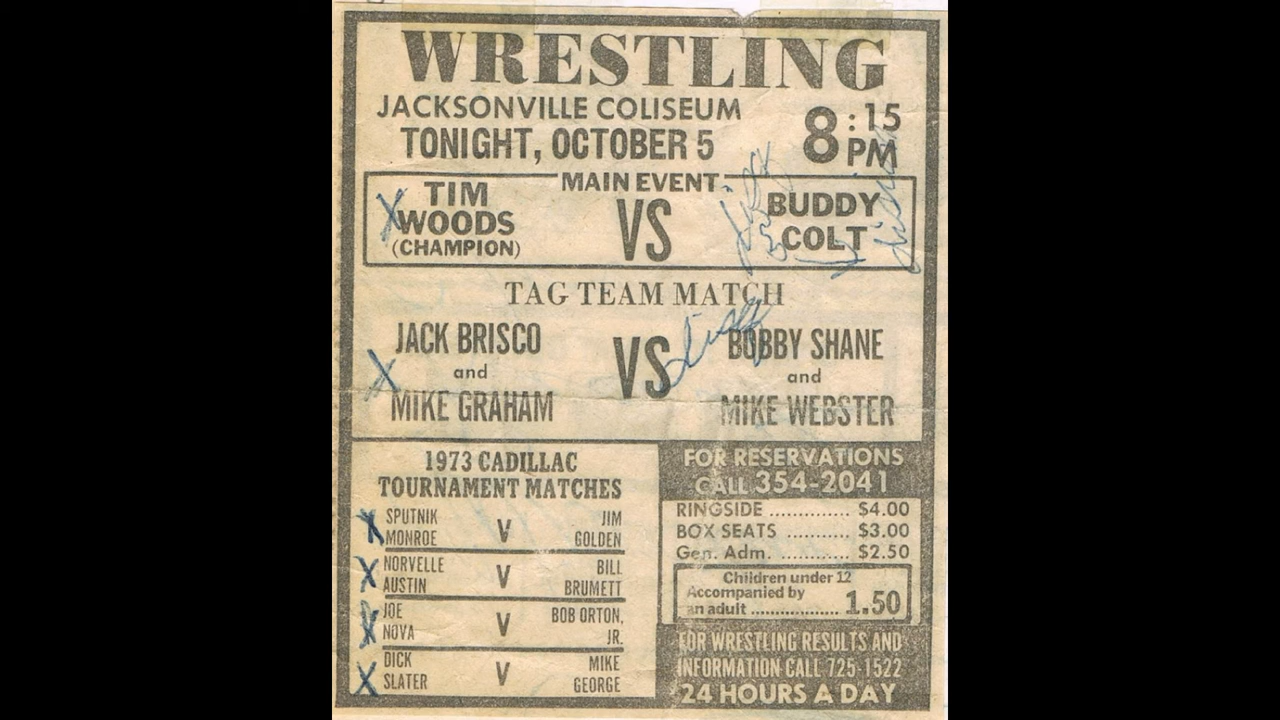 WRESTLING
JACKSONVILLE COLISEUM
TONIGHT, OCTOBER 5
8:15 PM
MAIN EVENT
TIM WOODS (CHAMPION)
VS
BUDDY COLT
TAG TEAM MATCH
JACK BRISCO
and
MIKE GRAHAM
VS
BOBBY SHANE
and
MIKE WEBSTER
1973 CADILLAC
TOURNAMENT MATCHES
X SPUTNIK MONROE V JIM GOLDEN
X NORVELLE AUSTIN V BILL BRUMETT
X JOE NOVA V BOB ORTON, JR.
X DICK SLATER V MIKE GEORGE
FOR RESERVATIONS
CALL 354-2041
RINGSIDE .............. $4.00
BOX SEATS ........... $3.00
Gen. Adm. ............ $2.50
Children under 12
Accompanied by
an adult .................. 1.50
FOR WRESTLING RESULTS AND
INFORMATION CALL 725-1522
24 HOURS A DAY